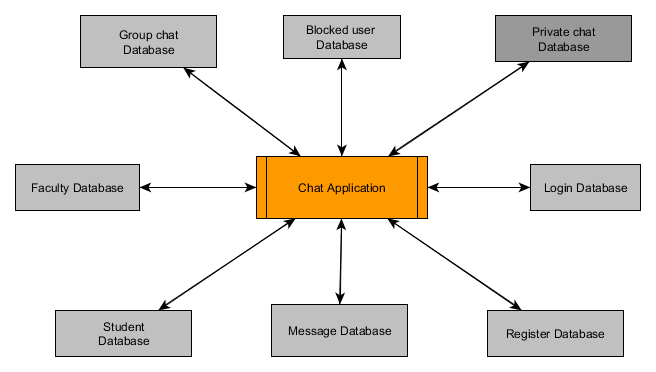 Group chat
Database
Blocked user
Database
Private chat
Database
Faculty Database
Chat Application
Login Database
Student
Database
Message Database
Register Database